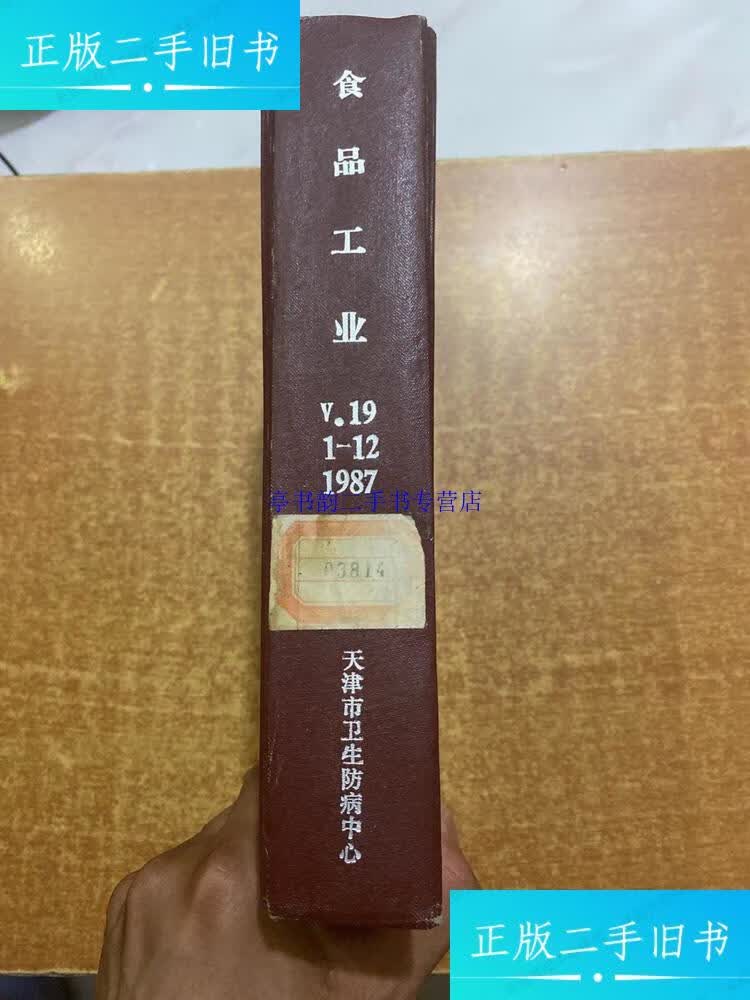 正版二手旧书
食品工业
V.19
1-12
1987
亭书韵二手书专营店
03814
天津市卫生防病中心
正版二手旧书